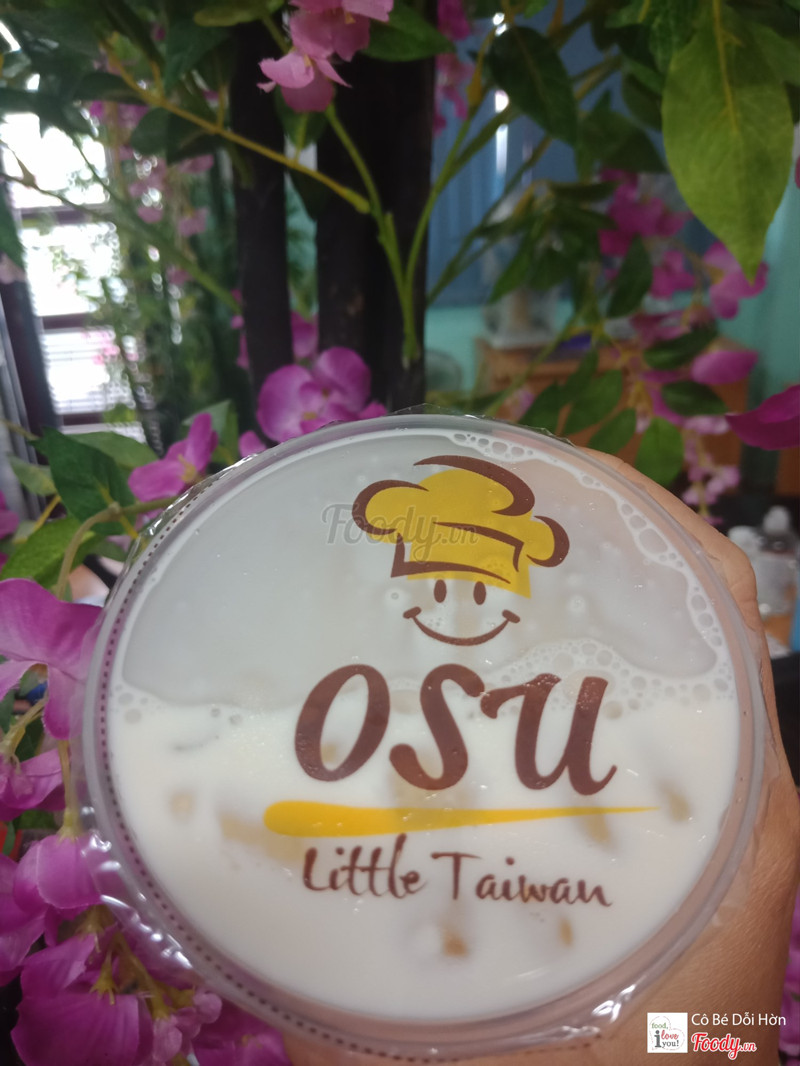 Foody.vn
OSU
Little Taiwan
food,
i love
you!
Cô Bé Dỗi Hờn
Foody.vn